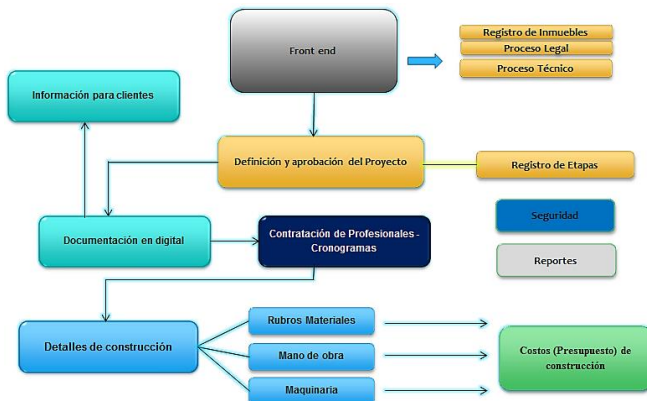 Front end
Registro de Inmuebles
Proceso Legal
Proceso Técnico
Información para clientes
Definición y aprobación del Proyecto
Registro de Etapas
Documentación en digital
Contratación de Profesionales -
Cronogramas
Seguridad
Reportes
Detalles de construcción
Rubros Materiales
Mano de obra
Maquinaria
Costos (Presupuesto) de
construcción